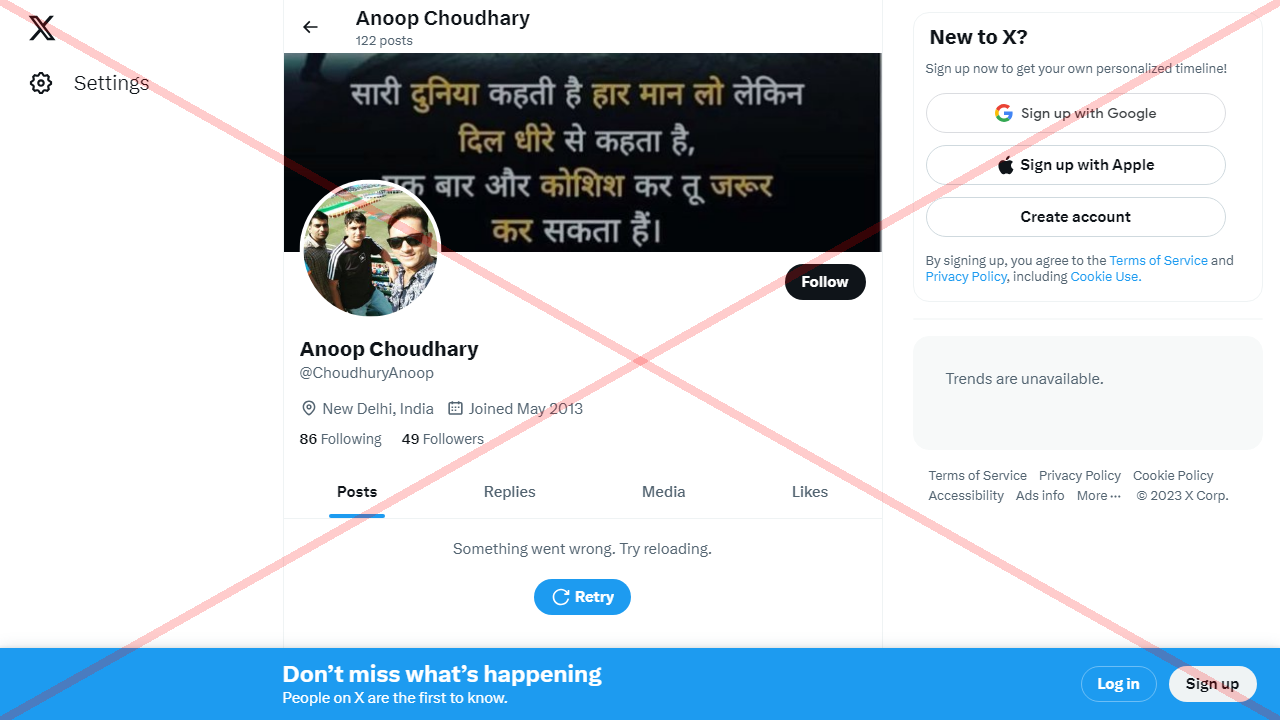 Settings
Anoop Choudhary
122 posts
सारी दुनिया कहती है हार मान लो लेकिन
दिल धीरे से कहता है,
बार और कोशिश कर तू जरूर
कर सकता हैं।
Follow
Anoop Choudhary
@ChoudhuryAnoop
New Delhi, India Joined May 2013
86 Following 49 Followers
Posts Replies Media Likes
Something went wrong. Try reloading.
Retry
New to X?
Sign up now to get your own personalized timeline!
Sign up with Google
Sign up with Apple
Create account
By signing up, you agree to the Terms of Service and
Privacy Policy, including Cookie Use.
Trends are unavailable.
Terms of Service Privacy Policy Cookie Policy
Accessibility Ads info More ··· © 2023 X Corp.
Don’t miss what’s happening
People on X are the first to know.
Log in Sign up